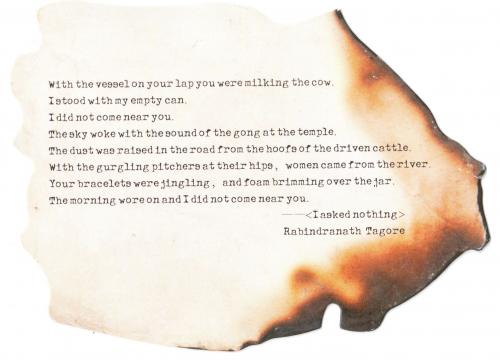 With the vessel on your lap you were milking the cow.
I stood with my empty can.
I did not come near you.
The sky woke with the sound of the gong at the temple.
The dust was raised in the road from the hoofs of the driven cattle.
With the gurgling pitchers at their hips, women came from the river.
Your bracelets were jingling, and foam brimming over the jar.
The morning wore on and I did not come near you.
——<I asked nothing>
Rabindranath Tagore